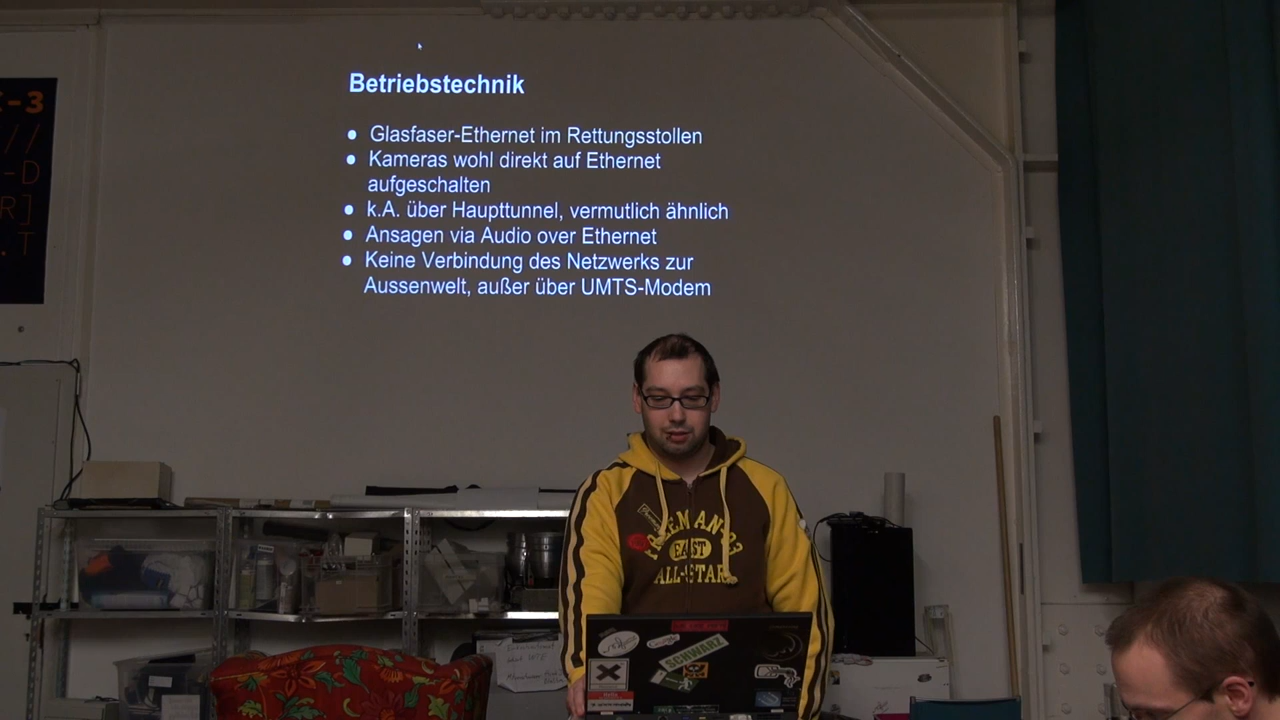 Betriebstechnik
Glasfaser-Ethernet im Rettungsstollen
Kameras wohl direkt auf Ethernet
aufgeschalten
k.A. über Haupttunnel, vermutlich ähnlich
Ansagen via Audio over Ethernet
Keine Verbindung des Netzwerks zur
Aussenwelt, außer über UMTS-Modem
-3
//
-D
R]
.T
EAST
ALL-STAR
SCHWARZ